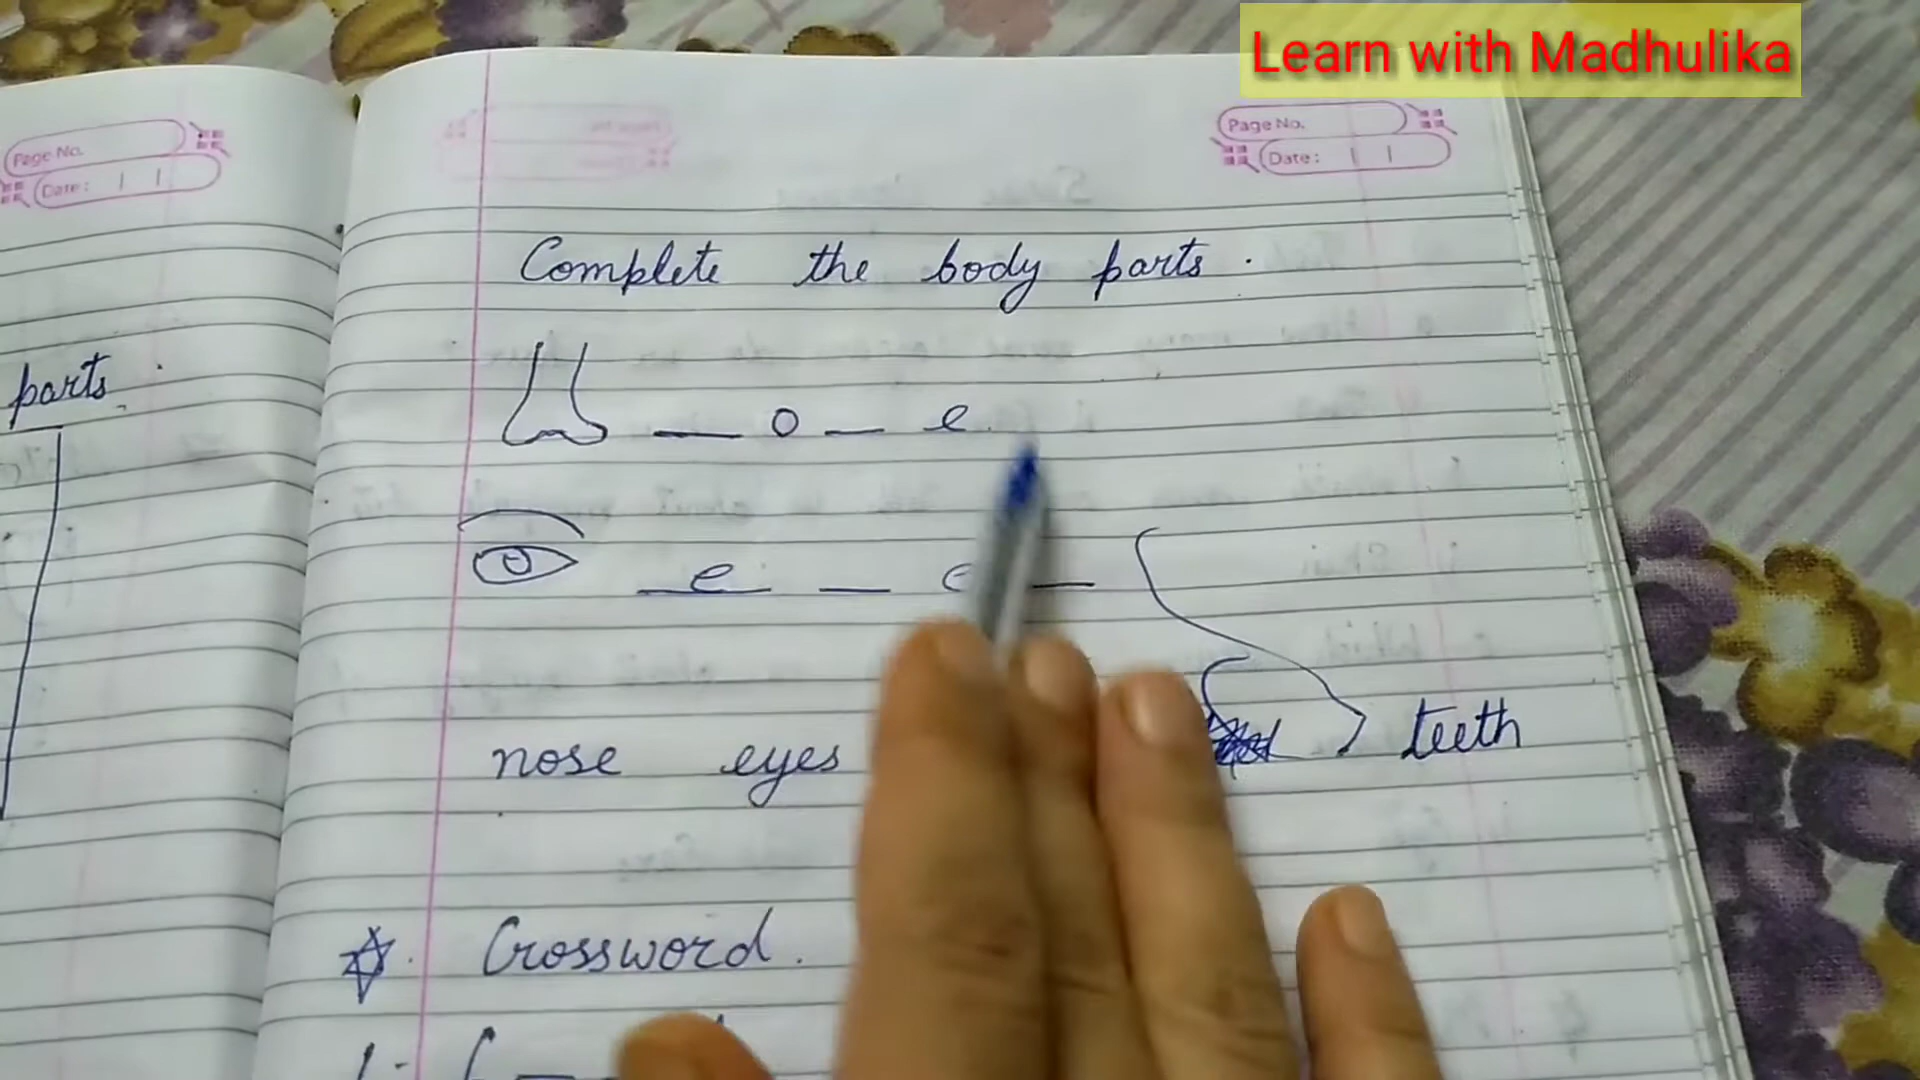 Learn with Madhulika
Page No.
Date:
Page No.
Date:
Complete the body parts.
parts
_ o _ e
_ e _ e _
nose eyes teeth
Crossword.